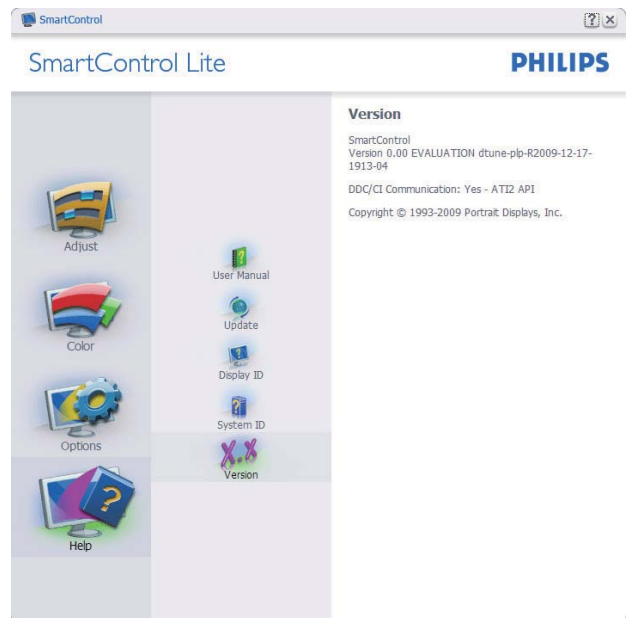 SmartControl
SmartControl Lite
PHILIPS
Adjust
Color
Options
Help
User Manual
Update
Display ID
System ID
X.X
Version
Version
SmartControl
Version 0.00 EVALUATION dtune-plp-R2009-12-17-
1913-04
DDC/CI Communication: Yes - ATI2 API
Copyright © 1993-2009 Portrait Displays, Inc.